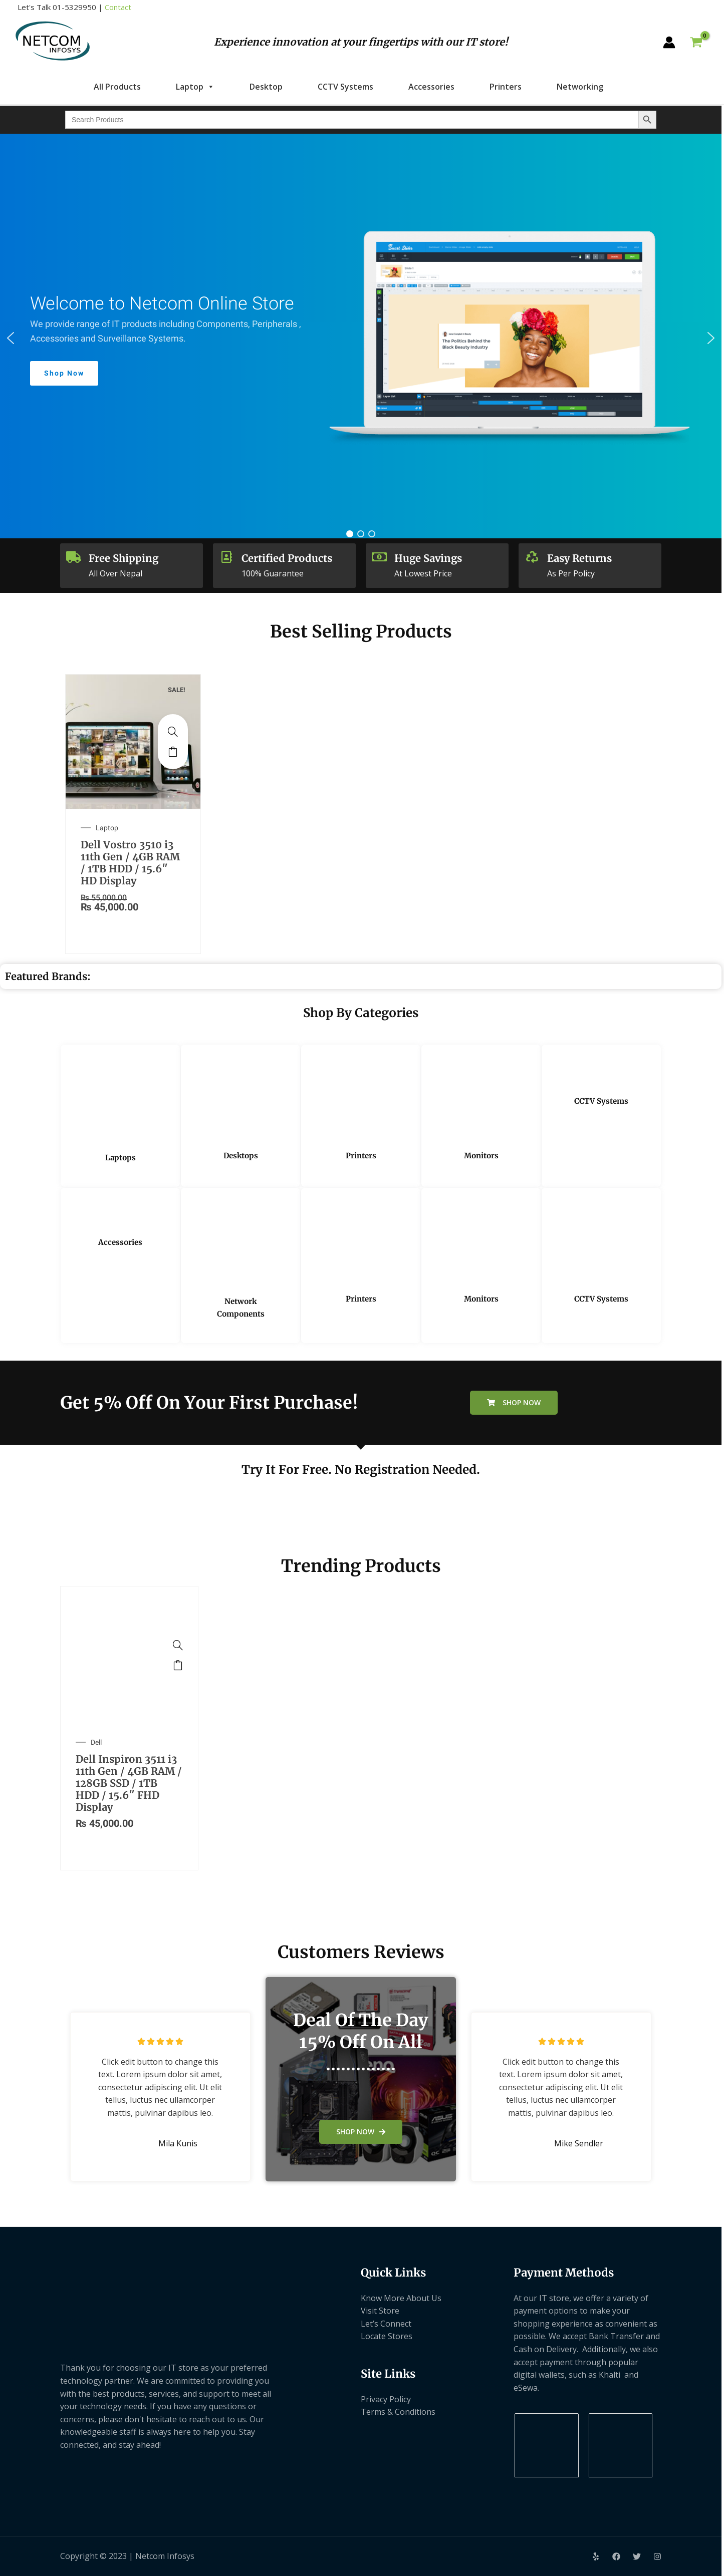 Let's Talk 01-5329950 | Contact
NETCOM
INFOSYS
Experience innovation at your fingertips with our IT store!
0
All Products
Laptop
Desktop
CCTV Systems
Accessories
Printers
Networking
Search Products
Welcome to Netcom Online Store
We provide range of IT products including Components, Peripherals ,
Accessories and Surveillance Systems.
Shop Now
The Politics Behind the
Black Beauty Industry
Free Shipping
All Over Nepal
Certified Products
100% Guarantee
Huge Savings
At Lowest Price
Easy Returns
As Per Policy
Best Selling Products
SALE!
Laptop
Dell Vostro 3510 i3
11th Gen / 4GB RAM
/ 1TB HDD / 15.6″
HD Display
₨ 55,000.00
₨ 45,000.00
Featured Brands:
Shop By Categories
Laptops
Desktops
Printers
Monitors
CCTV Systems
Accessories
Network
Components
Printers
Monitors
CCTV Systems
Get 5% Off On Your First Purchase!
SHOP NOW
Try It For Free. No Registration Needed.
Trending Products
Dell
Dell Inspiron 3511 i3
11th Gen / 4GB RAM /
128GB SSD / 1TB
HDD / 15.6″ FHD
Display
₨ 45,000.00
Customers Reviews
Click edit button to change this
text. Lorem ipsum dolor sit amet,
consectetur adipiscing elit. Ut elit
tellus, luctus nec ullamcorper
mattis, pulvinar dapibus leo.
Mila Kunis
Deal Of The Day
15% Off On All
SHOP NOW
Click edit button to change this
text. Lorem ipsum dolor sit amet,
consectetur adipiscing elit. Ut elit
tellus, luctus nec ullamcorper
mattis, pulvinar dapibus leo.
Mike Sendler
Thank you for choosing our IT store as your preferred
technology partner. We are committed to providing you
with the best products, services, and support to meet all
your technology needs. If you have any questions or
concerns, please don't hesitate to reach out to us. Our
knowledgeable staff is always here to help you. Stay
connected, and stay ahead!
Quick Links
Know More About Us
Visit Store
Let's Connect
Locate Stores
Site Links
Privacy Policy
Terms & Conditions
Payment Methods
At our IT store, we offer a variety of
payment options to make your
shopping experience as convenient as
possible. We accept Bank Transfer and
Cash on Delivery.  Additionally, we also
accept payment through popular
digital wallets, such as Khalti  and
eSewa.
Copyright © 2023 | Netcom Infosys